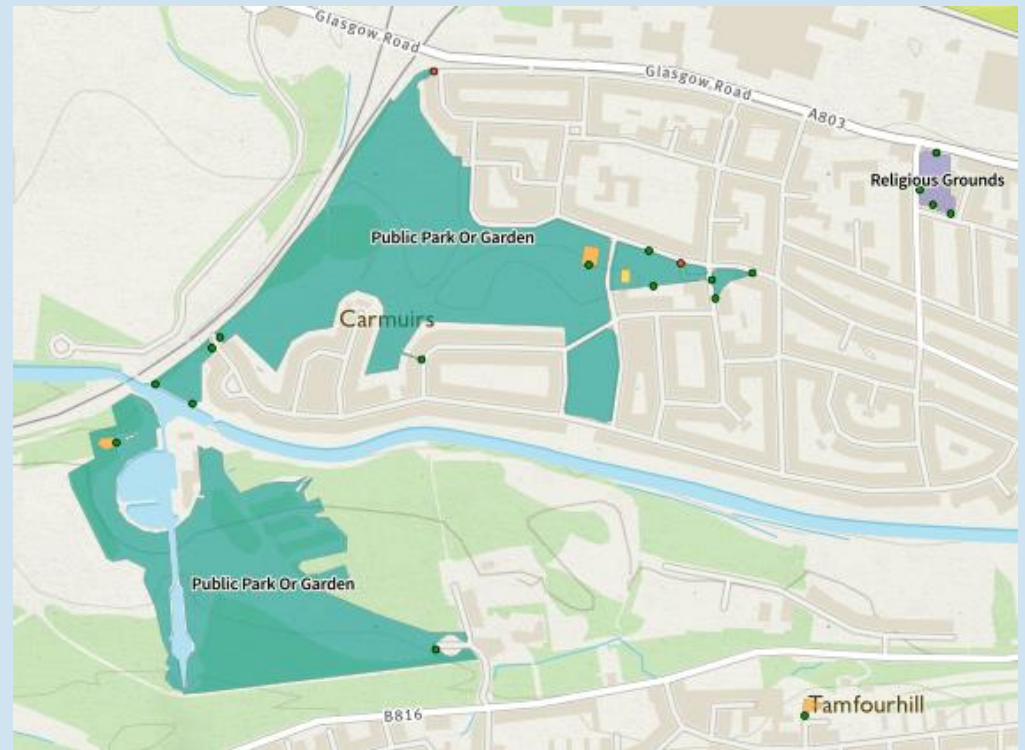 Glasgow Road
Glasgow Road
A803
Religious Grounds
Public Park Or Garden
Carmuirs
Public Park Or Garden
Tamfourhill
B816